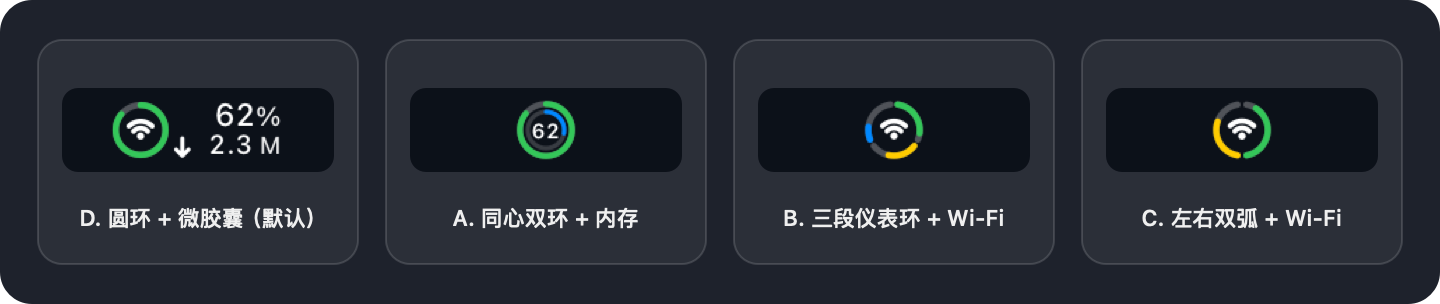 62%
↓ 2.3 M
D. 圆环 + 微胶囊（默认）
62
A. 同心双环 + 内存
B. 三段仪表环 + Wi-Fi
C. 左右双弧 + Wi-Fi